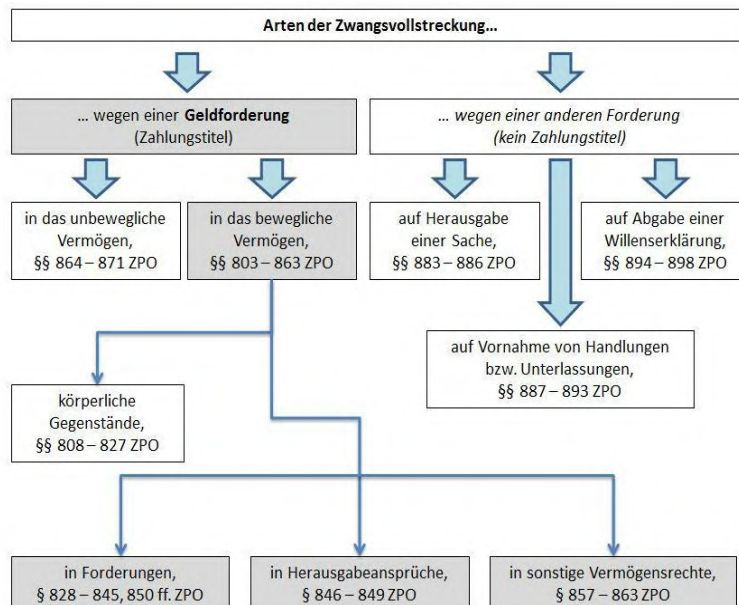 Arten der Zwangsvollstreckung...
... wegen einer Geldforderung
(Zahlungstitel)
... wegen einer anderen Forderung
(kein Zahlungstitel)
in das unbewegliche
Vermögen,
§§ 864 – 871 ZPO
in das bewegliche
Vermögen,
§§ 803 – 863 ZPO
auf Herausgabe
einer Sache,
§§ 883 – 886 ZPO
auf Abgabe einer
Willenserklärung,
§§ 894 – 898 ZPO
auf Vornahme von Handlungen
bzw. Unterlassungen,
§§ 887 – 893 ZPO
körperliche
Gegenstände,
§§ 808 – 827 ZPO
in Forderungen,
§ 828 – 845, 850 ff. ZPO
in Herausgabeansprüche,
§ 846 – 849 ZPO
in sonstige Vermögensrechte,
§ 857 – 863 ZPO